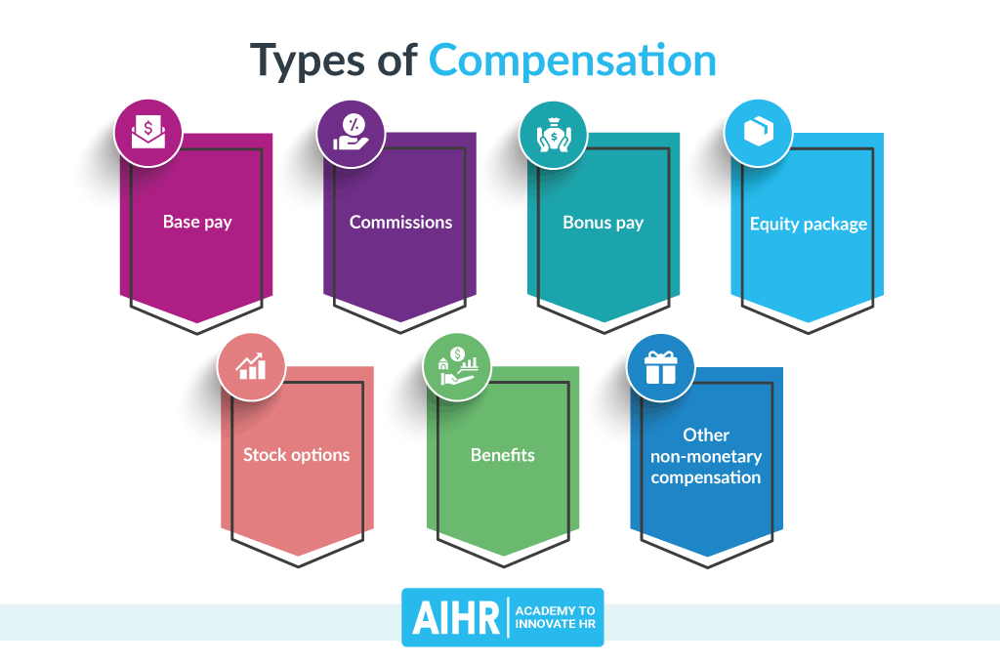 Types of Compensation
Base pay
Commissions
Bonus pay
Equity package
Stock options
Benefits
Other
non-monetary
compensation
AIHR
ACADEMY TO
INNOVATE HR